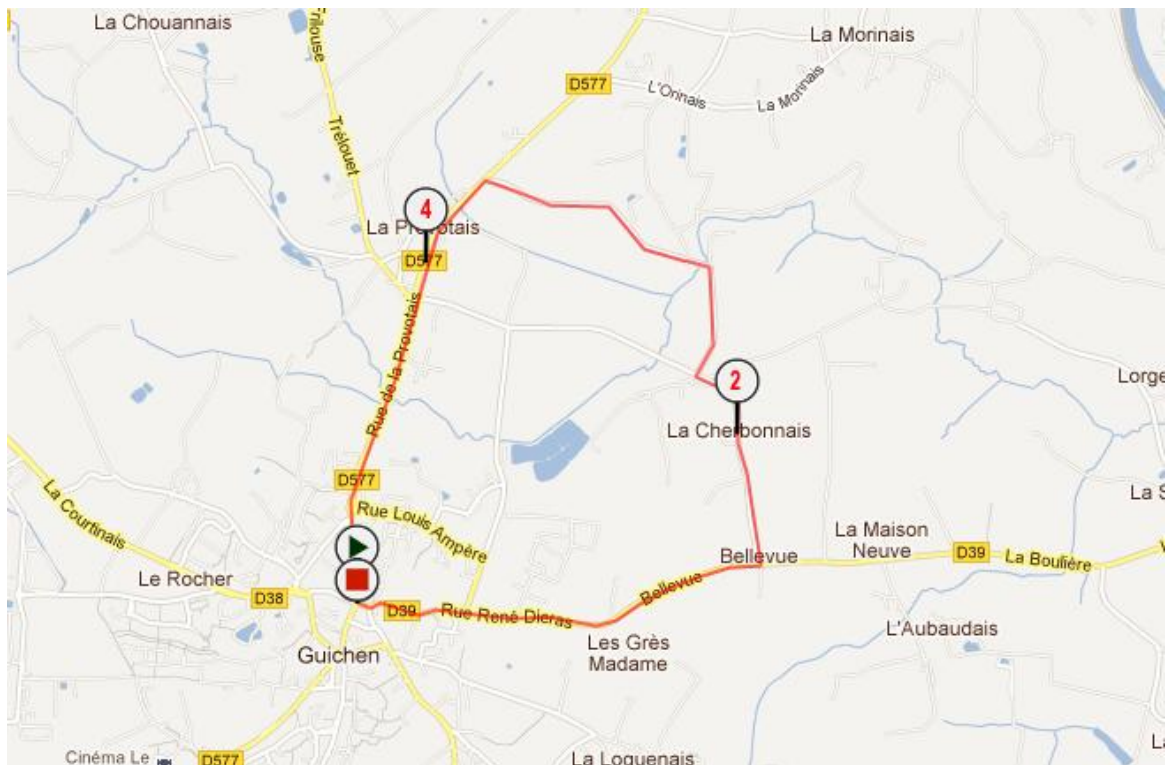 La Chouannais
Trélouet
La Morinais
D577
L'Orinais
La Morinais
4
La Provotais
D577
Rue de la Provotais
2
La Cherbonnais
D577
La Courtinais
Rue Louis Ampère
La Maison
Neuve
Bellevue
D39
La Boulière
Le Rocher
D38
D39
Rue René Dieras
Bellevue
Les Grès
Madame
L'Aubaudais
Guichen
Cinéma Le
D577
La Loguenais